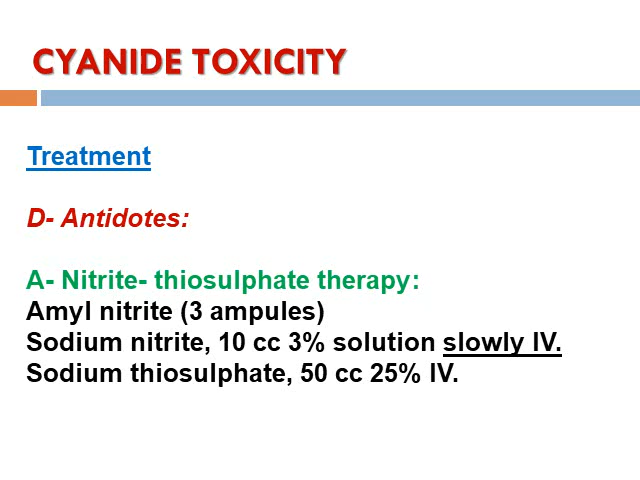 CYANIDE TOXICITY
Treatment
D- Antidotes:
A- Nitrite- thiosulphate therapy:
Amyl nitrite (3 ampules)
Sodium nitrite, 10 cc 3% solution slowly IV.
Sodium thiosulphate, 50 cc 25% IV.